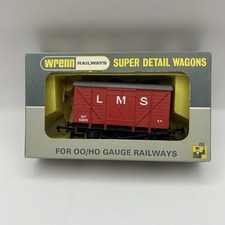 wrenn RAILWAYS SUPER DETAIL WAGONS
L M S
FOR OO/HO GAUGE RAILWAYS